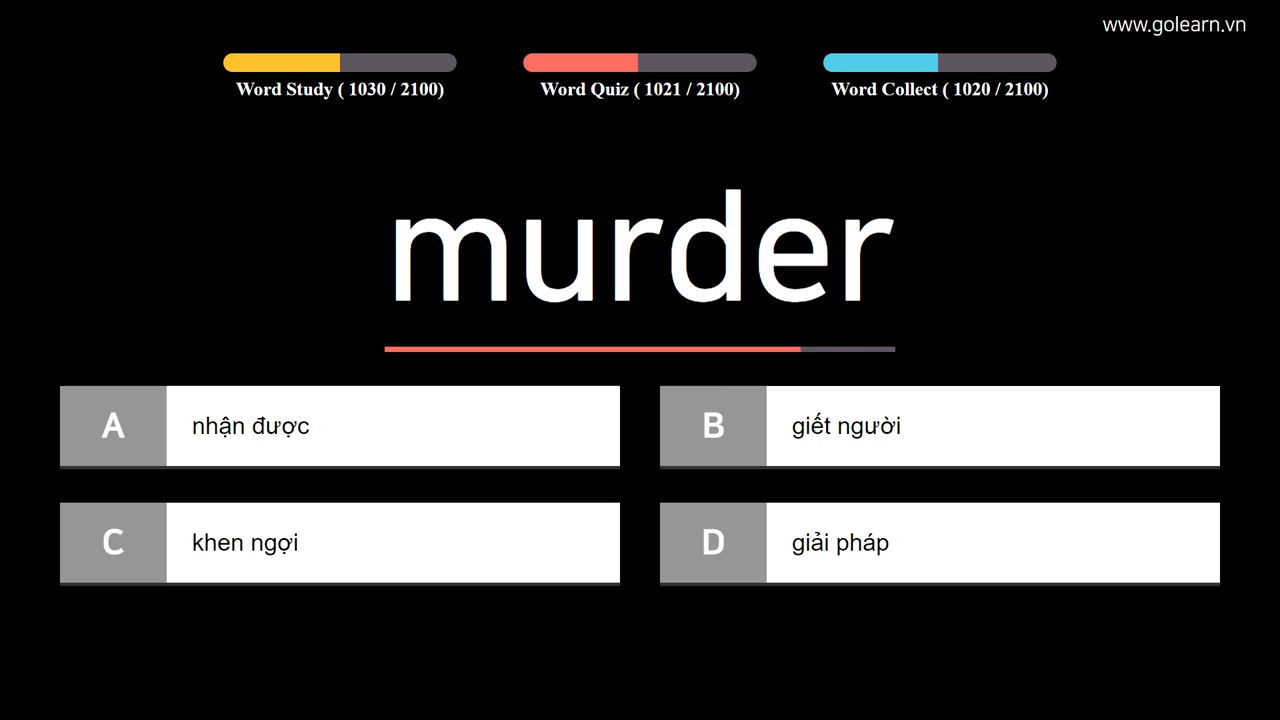 www.golearn.vn
Word Study ( 1030 / 2100)
Word Quiz ( 1021 / 2100)
Word Collect ( 1020 / 2100)
murder
A nhận được
B giết người
C khen ngợi
D giải pháp